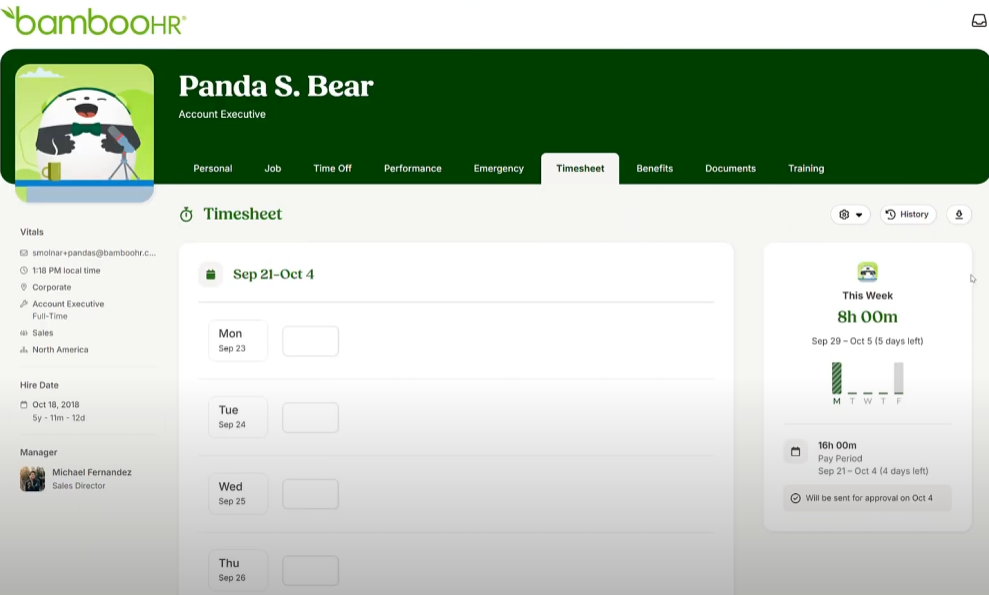 bambooHR®
Panda S. Bear
Account Executive
Personal Job Time Off Performance Emergency Timesheet Benefits Documents Training
Vitals
smolnar+pandas@bamboohr.c...
1:18 PM local time
Corporate
Account Executive
Full-Time
Sales
North America
Hire Date
Oct 18, 2018
5y - 11m - 12d
Manager
Michael Fernandez
Sales Director
Timesheet
History
Sep 21–Oct 4
Mon
Sep 23
Tue
Sep 24
Wed
Sep 25
Thu
Sep 26
This Week
8h 00m
Sep 29 – Oct 5 (5 days left)
M T W T F
16h 00m
Pay Period
Sep 21 – Oct 4 (4 days left)
Will be sent for approval on Oct 4